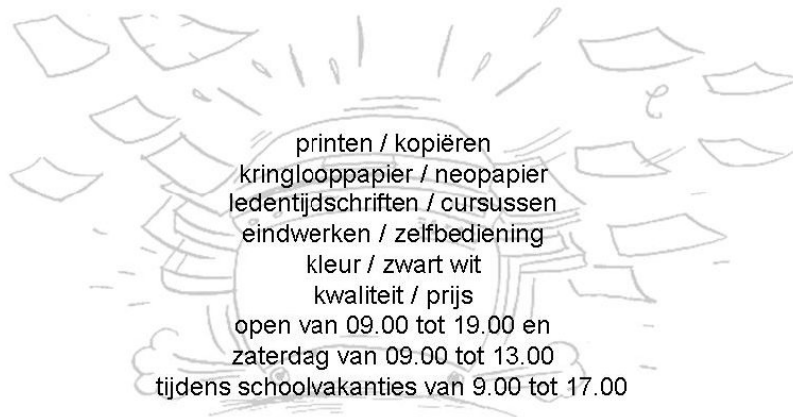 printen / kopiëren
kringlooppapier / neopapier
ledentijdschriften / cursussen
eindwerken / zelfbediening
kleur / zwart wit
kwaliteit / prijs
open van 09.00 tot 19.00 en
zaterdag van 09.00 tot 13.00
tijdens schoolvakanties van 9.00 tot 17.00